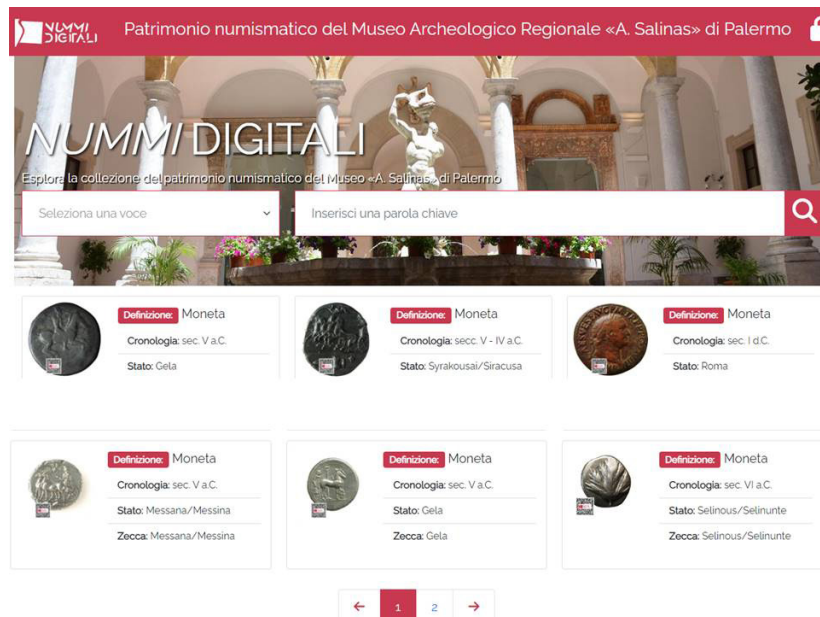 NUMMI
DIGITALI
Patrimonio numismatico del Museo Archeologico Regionale «A. Salinas» di Palermo
NUMMI DIGITALI
Esplora la collezione del patrimonio numismatico del Museo «A. Salinas» di Palermo
Seleziona una voce
Inserisci una parola chiave
Definizione: Moneta
Cronologia: sec. V a.C.
Stato: Gela
Definizione: Moneta
Cronologia: secc. V - IV a.C.
Stato: Syrakousai/Siracusa
Definizione: Moneta
Cronologia: sec. I d.C.
Stato: Roma
Definizione: Moneta
Cronologia: sec. V a.C.
Stato: Messana/Messina
Zecca: Messana/Messina
Definizione: Moneta
Cronologia: sec. V a.C.
Stato: Gela
Zecca: Gela
Definizione: Moneta
Cronologia: sec. VI a.C.
Stato: Selinous/Selinunte
Zecca: Selinous/Selinunte
← 1 2 →